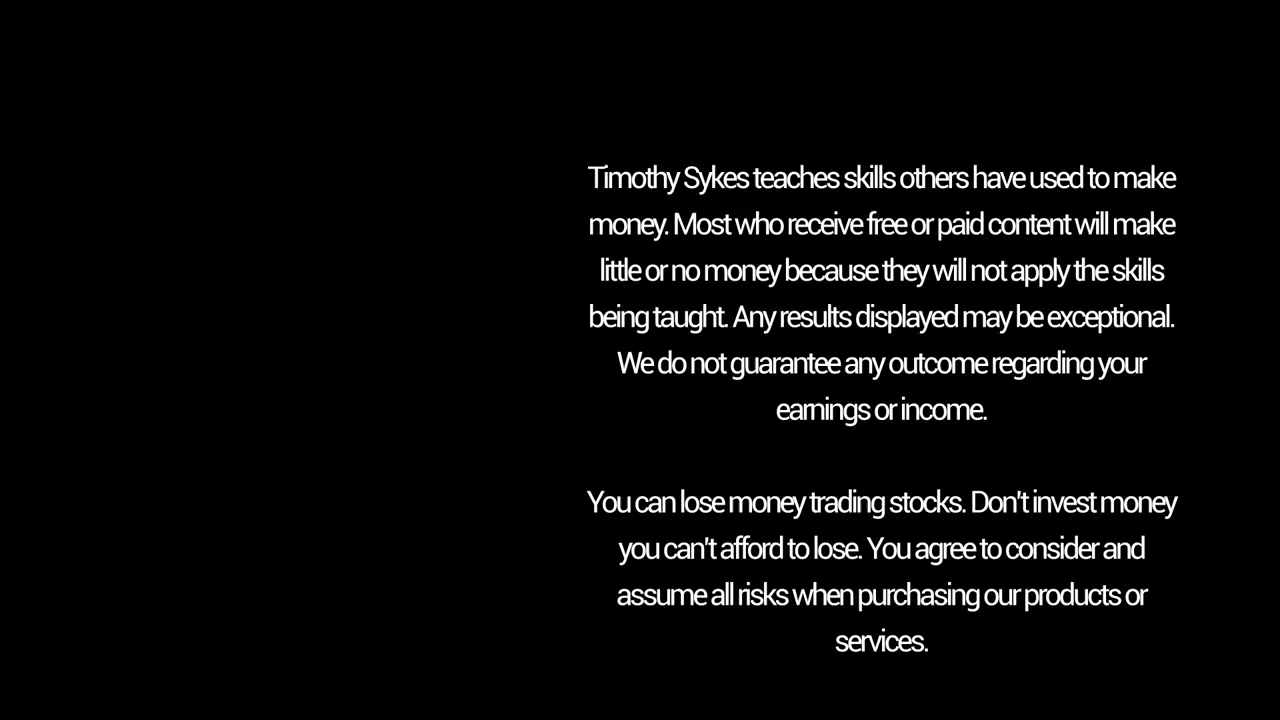 Timothy Sykes teaches skills others have used to make
money. Most who receive free or paid content will make
little or no money because they will not apply the skills
being taught. Any results displayed may be exceptional.
We do not guarantee any outcome regarding your
earnings or income.
You can lose money trading stocks. Don't invest money
you can't afford to lose. You agree to consider and
assume all risks when purchasing our products or
services.